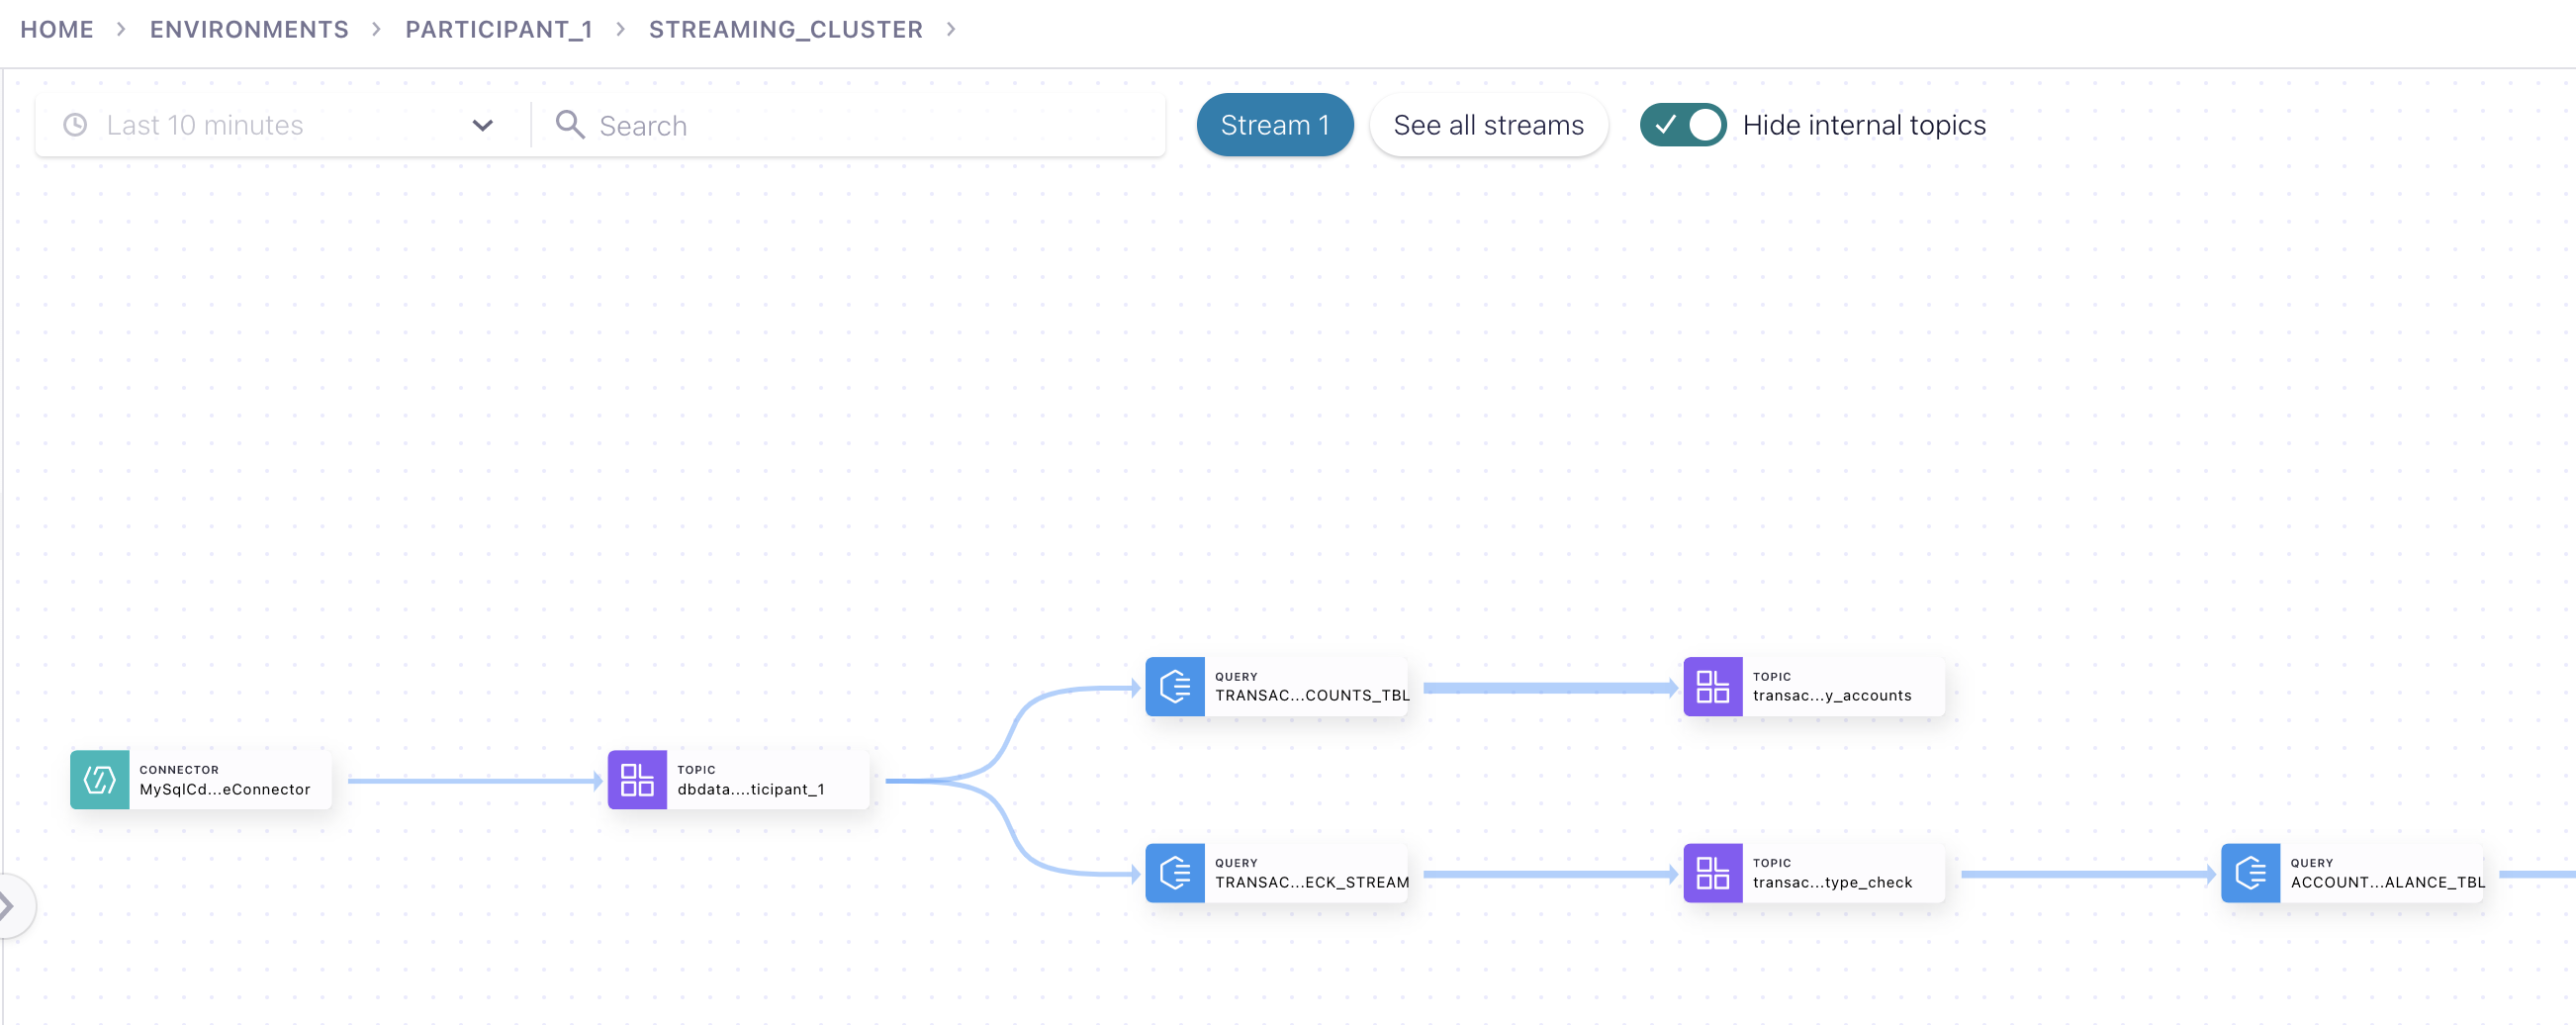 HOME > ENVIRONMENTS > PARTICIPANT_1 > STREAMING_CLUSTER >
Last 10 minutes
Search
Stream 1
See all streams
Hide internal topics
QUERY
TRANSAC...COUNTS_TBL
TOPIC
transac...y_accounts
CONNECTOR
MySqlCd...eConnector
TOPIC
dbdata....ticipant_1
QUERY
TRANSAC...ECK_STREAM
TOPIC
transac...type_check
QUERY
ACCOUNT...ALANCE_TBL